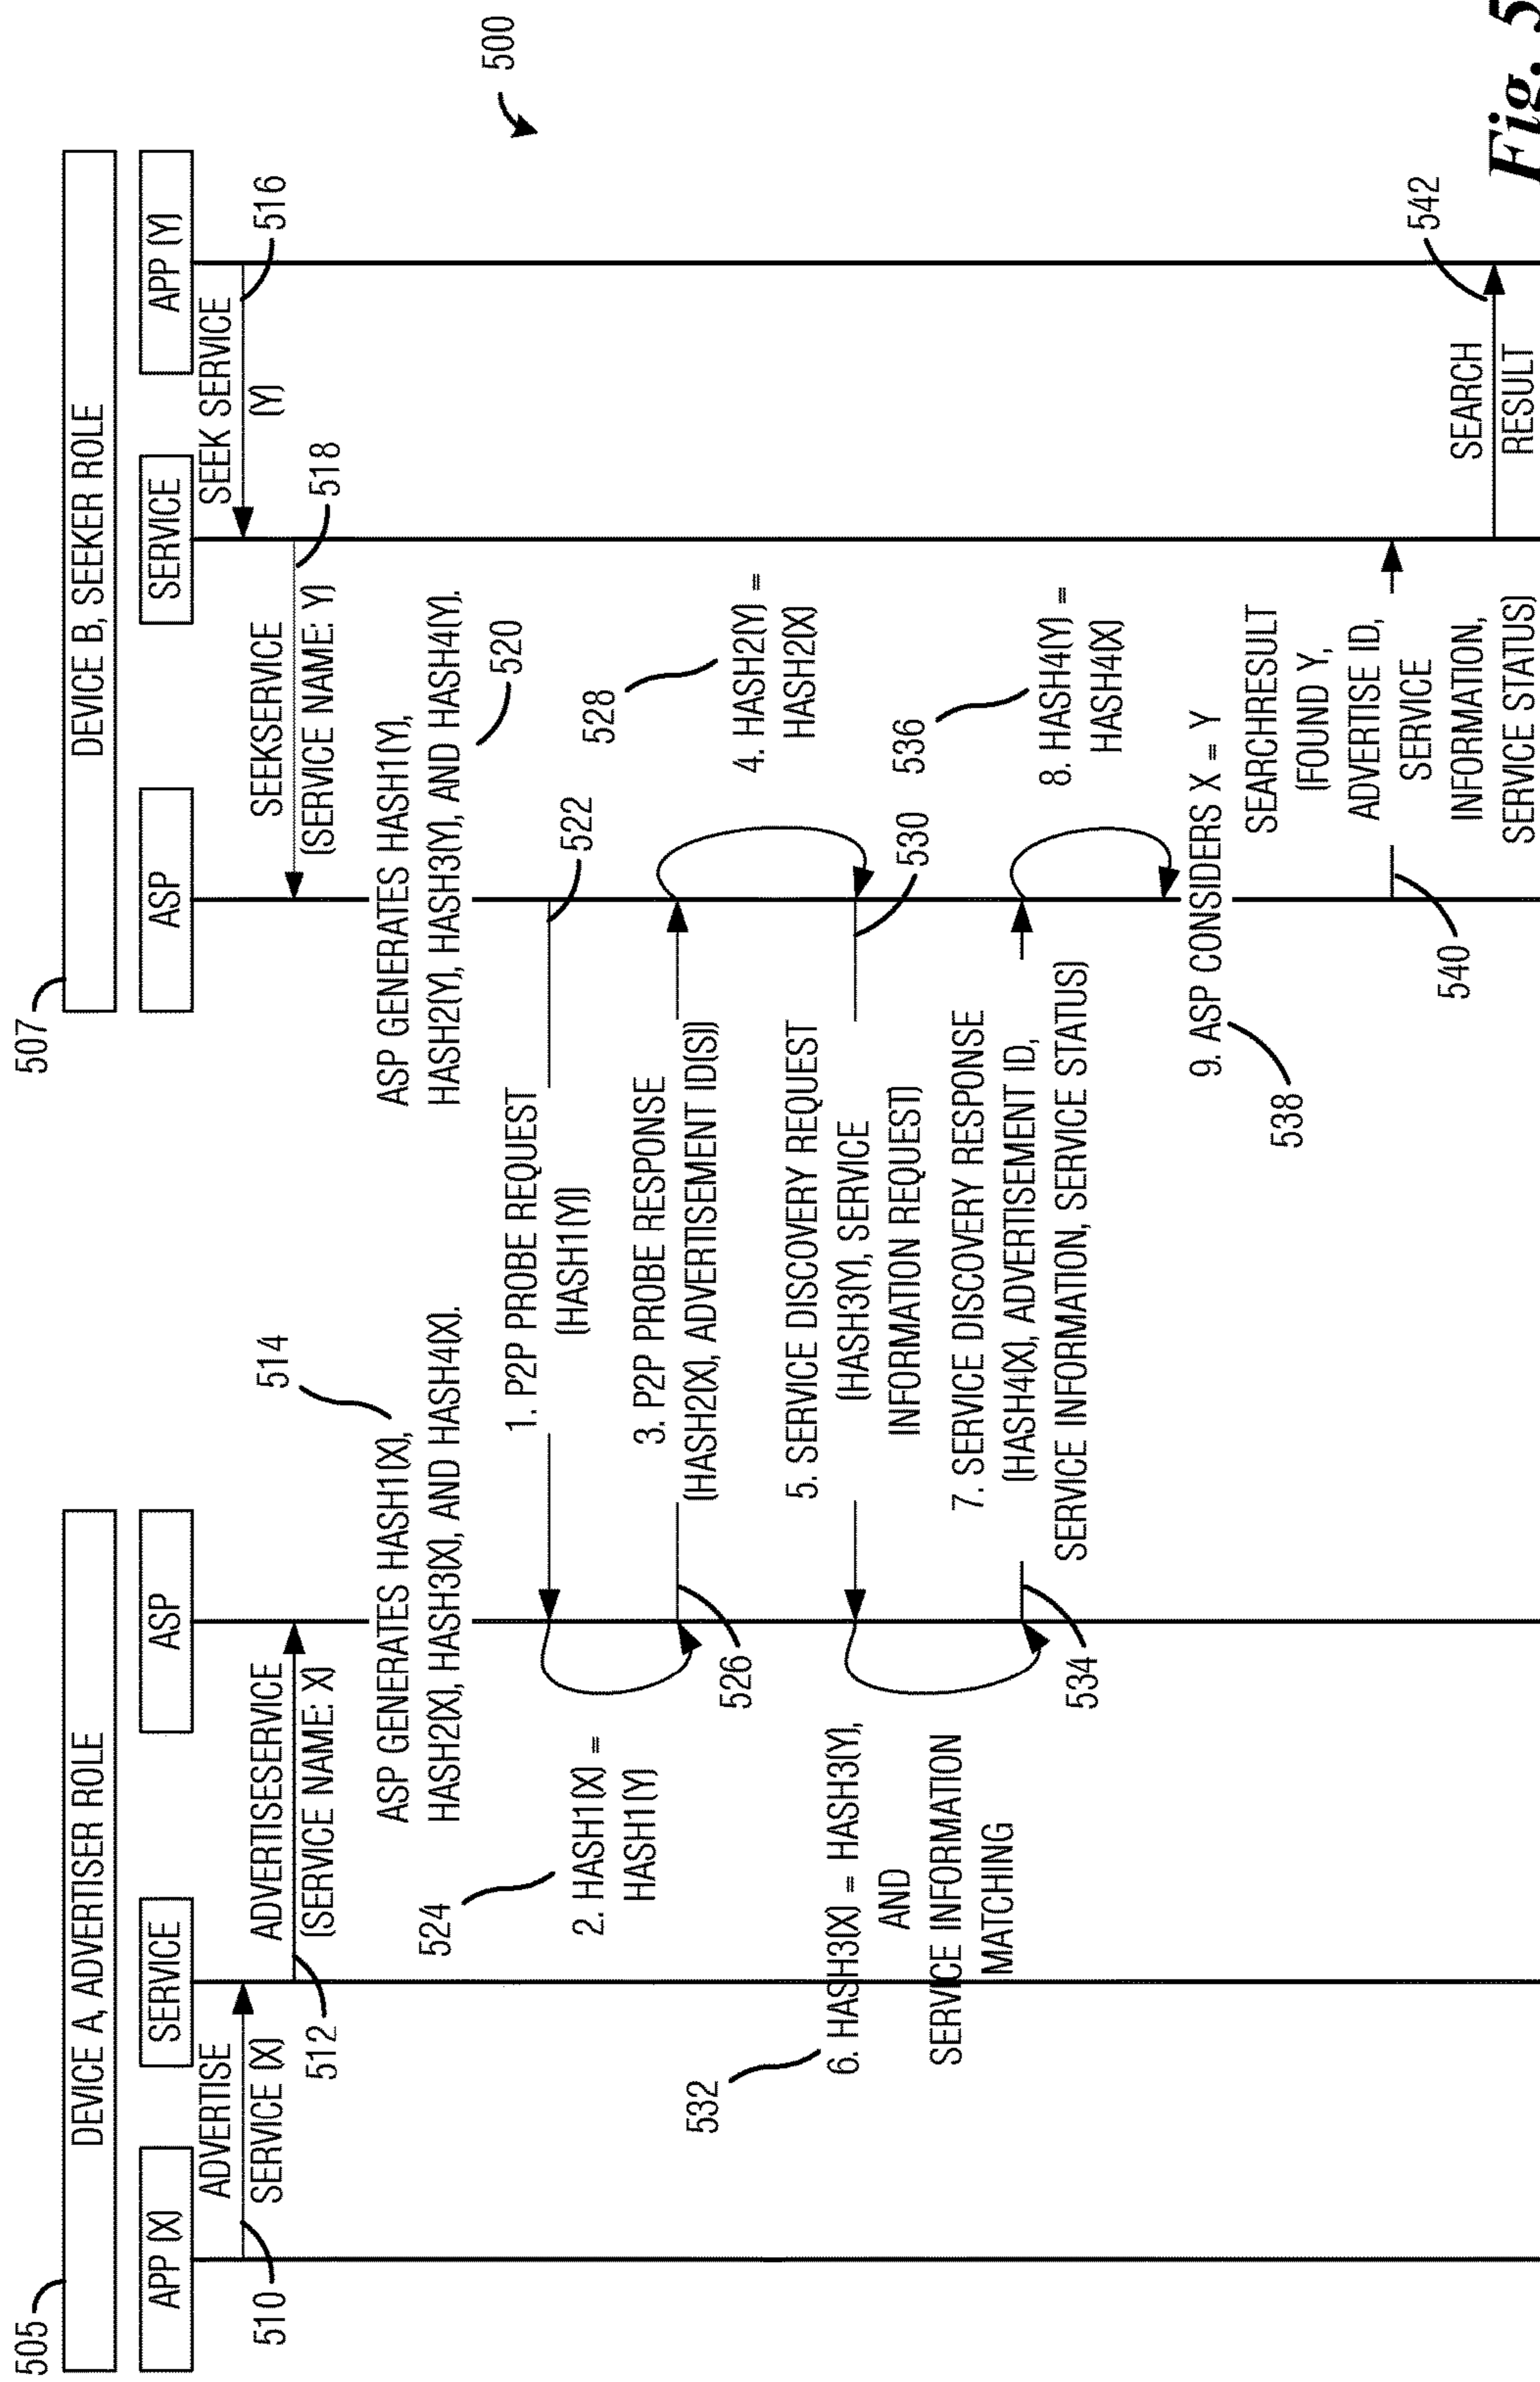 505
507
DEVICE A, ADVERTISER ROLE
DEVICE B, SEEKER ROLE
APP (X)
SERVICE
ASP
ASP
SERVICE
APP (Y)
500
ADVERTISE
SERVICE (X)
510
ADVERTISESERVICE
(SERVICE NAME: X)
512
SEEK SERVICE
(Y)
516
SEEKSERVICE
(SERVICE NAME: Y)
518
ASP GENERATES HASH1(X),
HASH2(X), HASH3(X), AND HASH4(X).
514
ASP GENERATES HASH1(Y),
HASH2(Y), HASH3(Y), AND HASH4(Y).
520
1. P2P PROBE REQUEST
(HASH1(Y))
522
524
2. HASH1(X) =
HASH1(Y)
3. P2P PROBE RESPONSE
(HASH2(X), ADVERTISEMENT ID(S))
526
528
4. HASH2(Y) =
HASH2(X)
5. SERVICE DISCOVERY REQUEST
(HASH3(Y), SERVICE
INFORMATION REQUEST)
530
532
6. HASH3(X) = HASH3(Y),
AND
SERVICE INFORMATION
MATCHING
7. SERVICE DISCOVERY RESPONSE
(HASH4(X), ADVERTISEMENT ID,
SERVICE INFORMATION, SERVICE STATUS)
534
536
8. HASH4(Y) =
HASH4(X)
9. ASP CONSIDERS X = Y
538
SEARCHRESULT
(FOUND Y,
ADVERTISE ID,
SERVICE
INFORMATION,
SERVICE STATUS)
540
SEARCH
RESULT
542
Fig. 5